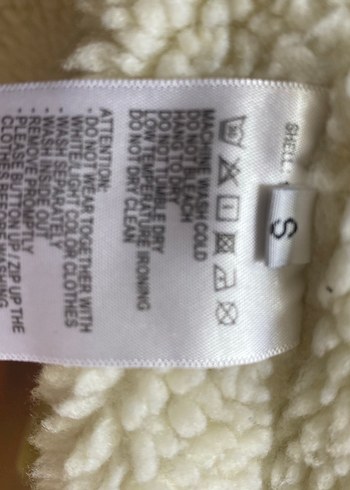 SHELL:
S
30
MACHINE WASH COLD
DO NOT BLEACH
HANG TO DRY
DO NOT TUMBLE DRY
LOW TEMPERATURE IRONING
DO NOT DRY CLEAN
ATTENTION:
· DO NOT WEAR TOGETHER WITH
WHITE/LIGHT COLOR CLOTHES
· WASH SEPARATELY
· WASH INSIDE OUT
· REMOVE PROMPTLY
· PLEASE BUTTON FLY/ZIP UP THE
CLOTHES BEFORE WASHING